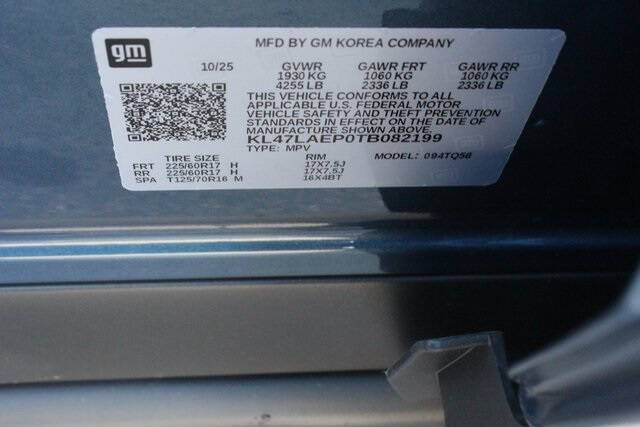 gm
MFD BY GM KOREA COMPANY
10/25 GVWR GAWR FRT GAWR RR
1930 KG 1060 KG 1060 KG
4255 LB 2336 LB 2336 LB
THIS VEHICLE CONFORMS TO ALL
APPLICABLE U.S. FEDERAL MOTOR
VEHICLE SAFETY AND THEFT PREVENTION
STANDARDS IN EFFECT ON THE DATE OF
MANUFACTURE SHOWN ABOVE.
KL47LAEP0TB082199
TYPE: MPV MODEL: 094TQ56
TIRE SIZE RIM
FRT 225/60R17 H 17X7.5J
RR 225/60R17 H 17X7.5J
SPA T125/70R16 M 16X4BT